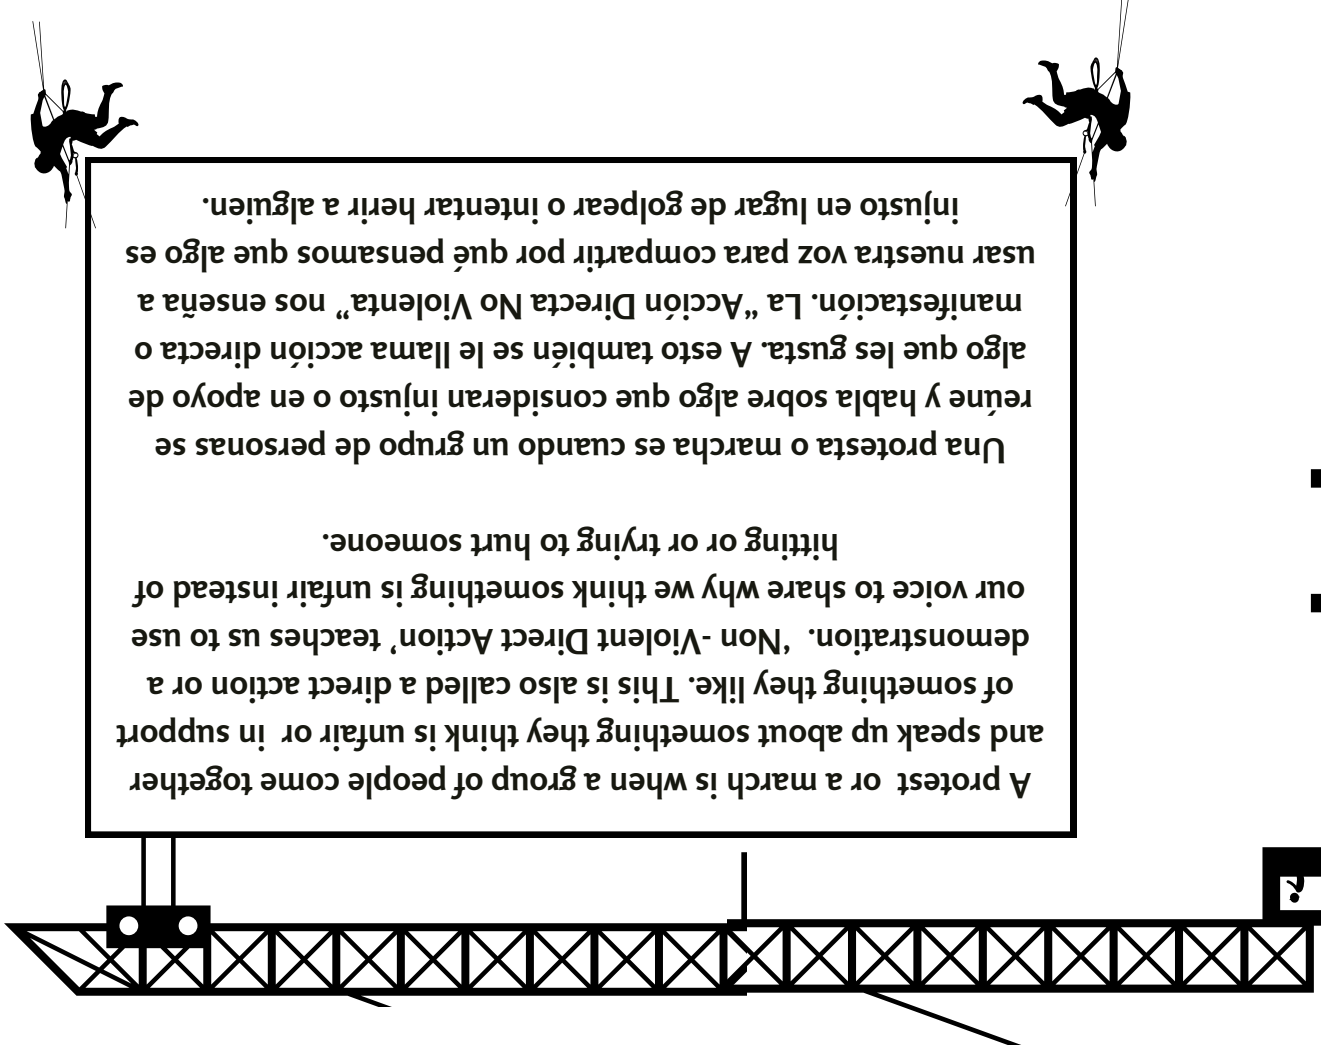 A protest  or a march is when a group of people come together
and speak up about something they think is unfair or  in support
of something they like. This is also called a direct action or a
demonstration.  ‘Non -Violent Direct Action’ teaches us to use
our voice to share why we think something is unfair instead of
hitting or or trying to hurt someone.
Una protesta o marcha es cuando un grupo de personas se
reúne y habla sobre algo que consideran injusto o en apoyo de
algo que les gusta. A esto también se le llama acción directa o
manifestación. La “Acción Directa No Violenta” nos enseña a
usar nuestra voz para compartir por qué pensamos que algo es
injusto en lugar de golpear o intentar herir a alguien.